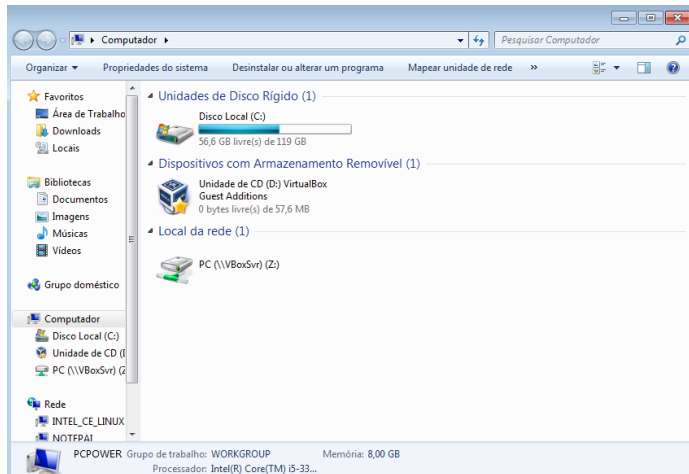 Computador
Pesquisar Computador
Organizar
Propriedades do sistema
Desinstalar ou alterar um programa
Mapear unidade de rede
»
Favoritos
Área de Trabalho
Downloads
Locais
Bibliotecas
Documentos
Imagens
Músicas
Vídeos
Grupo doméstico
Computador
Disco Local (C:)
Unidade de CD (D
PC (\\VBoxSvr) (Z
Rede
INTEL_CE_LINUX
NOTEPAI
Unidades de Disco Rígido (1)
Disco Local (C:)
56,6 GB livre(s) de 119 GB
Dispositivos com Armazenamento Removível (1)
Unidade de CD (D:) VirtualBox
Guest Additions
0 bytes livre(s) de 57,6 MB
Local da rede (1)
PC (\\VBoxSvr) (Z:)
PCPOWER Grupo de trabalho: WORKGROUP Memória: 8,00 GB
Processador: Intel(R) Core(TM) i5-33...